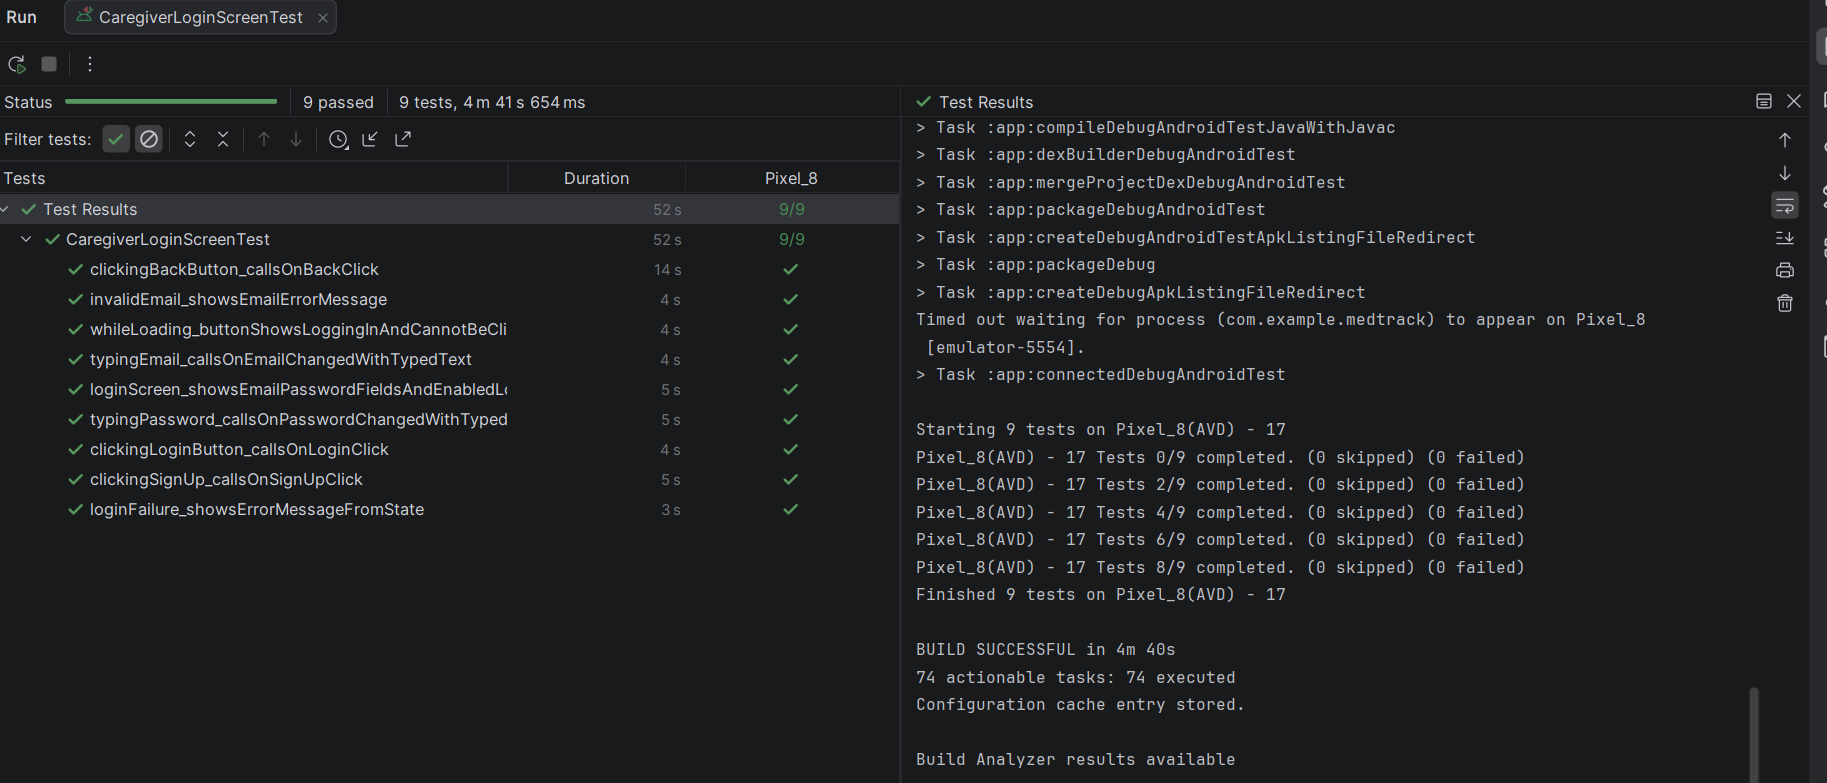 Run
CaregiverLoginScreenTest
Status
9 passed
9 tests, 4 m 41 s 654 ms
Filter tests:
Tests Duration Pixel_8
Test Results 52 s 9/9
CaregiverLoginScreenTest 52 s 9/9
clickingBackButton_callsOnBackClick 14 s
invalidEmail_showsEmailErrorMessage 4 s
whileLoading_buttonShowsLoggingInAndCannotBeCli 4 s
typingEmail_callsOnEmailChangedWithTypedText 4 s
loginScreen_showsEmailPasswordFieldsAndEnabledLo 5 s
typingPassword_callsOnPasswordChangedWithTyped 5 s
clickingLoginButton_callsOnLoginClick 4 s
clickingSignUp_callsOnSignUpClick 5 s
loginFailure_showsErrorMessageFromState 3 s
Test Results
> Task :app:compileDebugAndroidTestJavaWithJavac
> Task :app:dexBuilderDebugAndroidTest
> Task :app:mergeProjectDexDebugAndroidTest
> Task :app:packageDebugAndroidTest
> Task :app:createDebugAndroidTestApkListingFileRedirect
> Task :app:packageDebug
> Task :app:createDebugApkListingFileRedirect
Timed out waiting for process (com.example.medtrack) to appear on Pixel_8
[emulator-5554].
> Task :app:connectedDebugAndroidTest
Starting 9 tests on Pixel_8(AVD) - 17
Pixel_8(AVD) - 17 Tests 0/9 completed. (0 skipped) (0 failed)
Pixel_8(AVD) - 17 Tests 2/9 completed. (0 skipped) (0 failed)
Pixel_8(AVD) - 17 Tests 4/9 completed. (0 skipped) (0 failed)
Pixel_8(AVD) - 17 Tests 6/9 completed. (0 skipped) (0 failed)
Pixel_8(AVD) - 17 Tests 8/9 completed. (0 skipped) (0 failed)
Finished 9 tests on Pixel_8(AVD) - 17
BUILD SUCCESSFUL in 4m 40s
74 actionable tasks: 74 executed
Configuration cache entry stored.
Build Analyzer results available